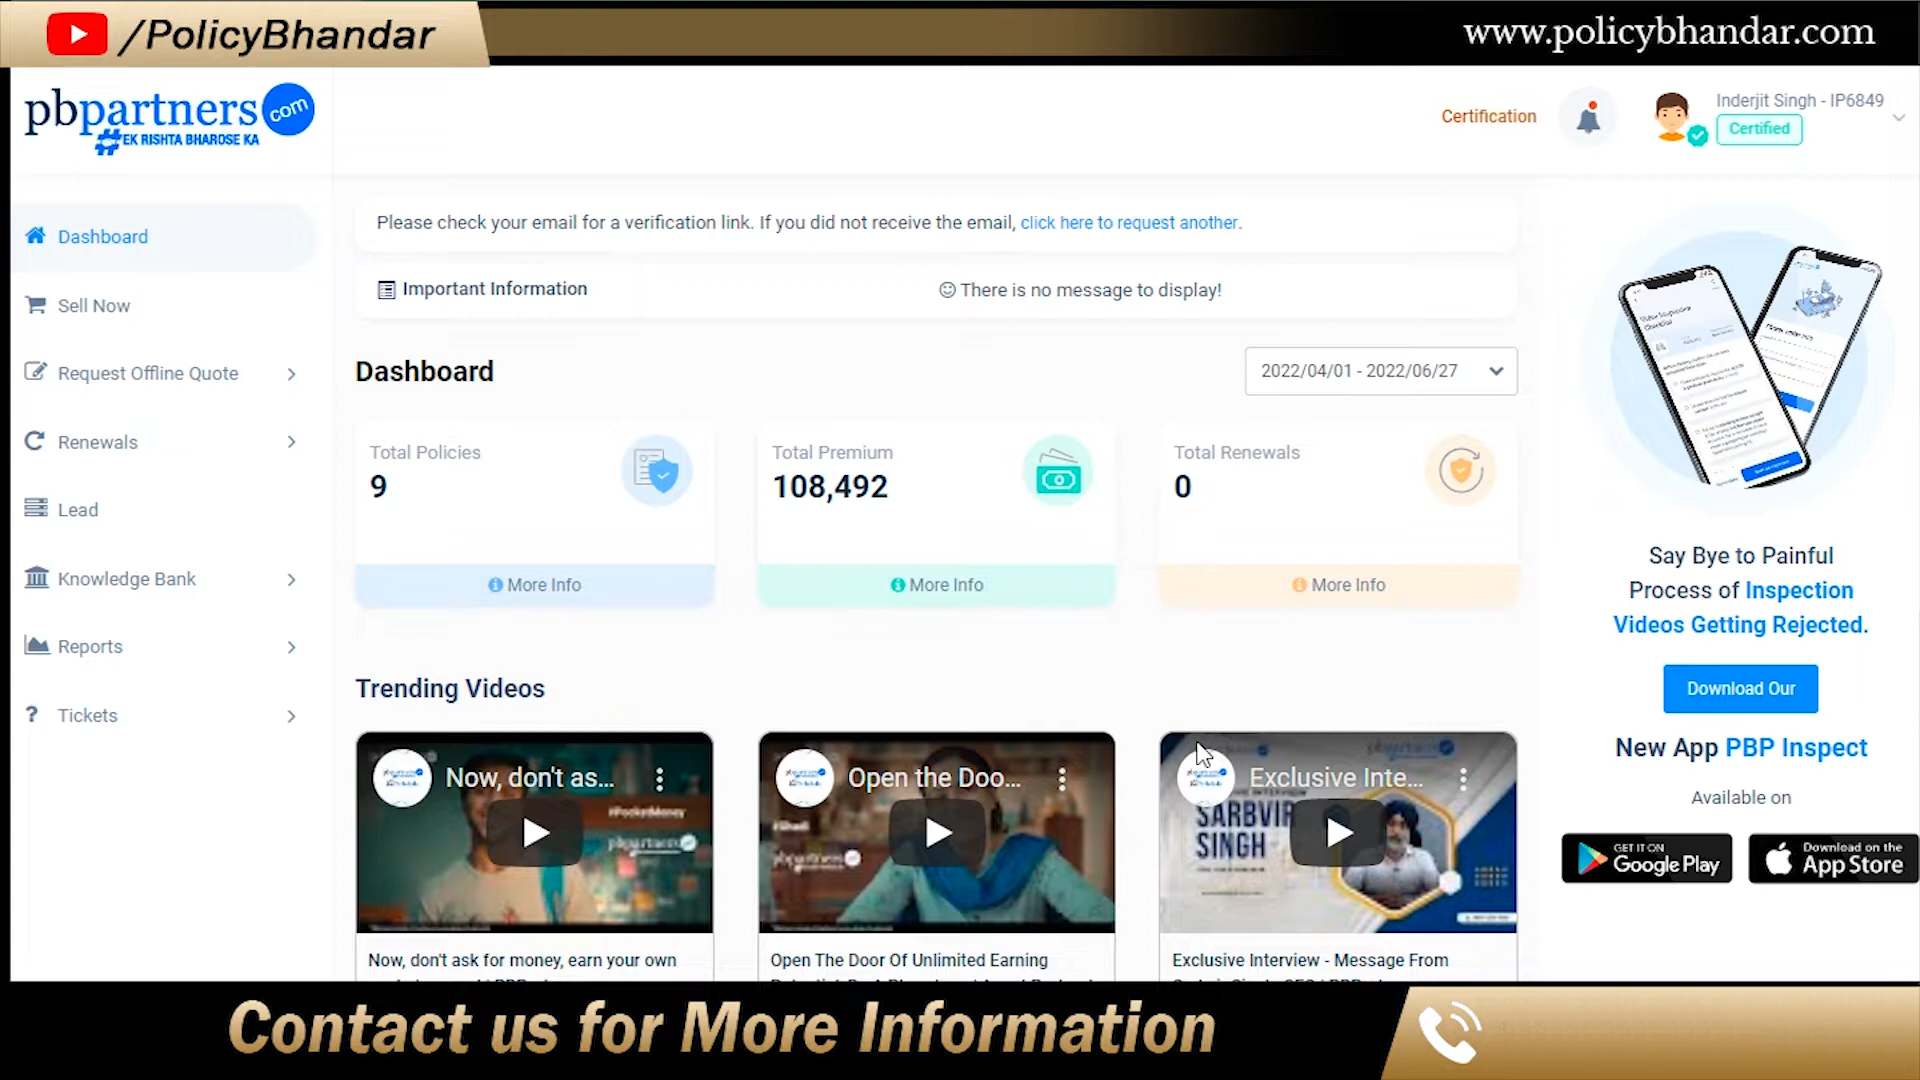 /PolicyBhandar
www.policybhandar.com
pbpartners.com
#EK RISHTA BHAROSE KA
Certification
Inderjit Singh - IP6849
Certified
Dashboard
Sell Now
Request Offline Quote
Renewals
Lead
Knowledge Bank
Reports
Tickets
Please check your email for a verification link. If you did not receive the email, click here to request another.
Important Information
There is no message to display!
Dashboard
2022/04/01 - 2022/06/27
Total Policies
9
More Info
Total Premium
108,492
More Info
Total Renewals
0
More Info
Trending Videos
Now, don't as...
#PocketMoney
pbpartners
Now, don't ask for money, earn your own
Open the Doo...
pbpartners
Open The Door Of Unlimited Earning
Exclusive Inte...
pbpartners
SARBVIR
SINGH
Exclusive Interview - Message From
Say Bye to Painful
Process of Inspection
Videos Getting Rejected.
Download Our
New App PBP Inspect
Available on
GET IT ON
Google Play
Download on the
App Store
Contact us for More Information